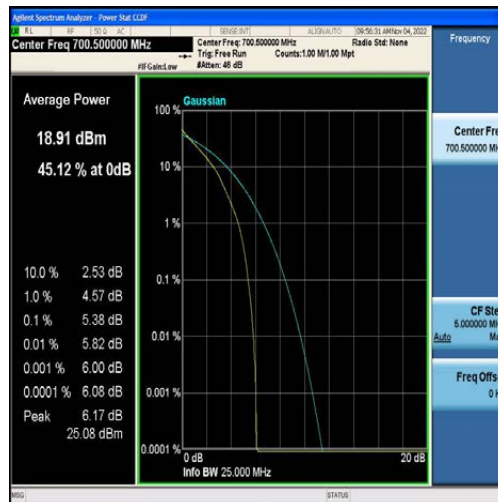 Agilent Spectrum Analyzer - Power Stat CCDF
RL RF 50 Ω AC SENSE:INT ALIGNAUTO 09:56:31 AM Nov 04, 2022
Center Freq 700.500000 MHz
Center Freq: 700.500000 MHz Radio Std: None
Trig: Free Run Counts:1.00 M/1.00 Mpt
#IFGain:Low #Atten: 46 dB
Frequency
Average Power
18.91 dBm
45.12 % at 0dB
10.0 % 2.53 dB
1.0 % 4.57 dB
0.1 % 5.38 dB
0.01 % 5.82 dB
0.001 % 6.00 dB
0.0001 % 6.08 dB
Peak 6.17 dB
25.08 dBm
Gaussian
100 %
10 %
1 %
0.1 %
0.01 %
0.001 %
0.0001 %
0 dB 20 dB
Info BW 25.000 MHz
Center Fre
700.500000 MH
CF Ste
5.000000 MH
Auto Ma
Freq Offs
0 H
MSG STATUS